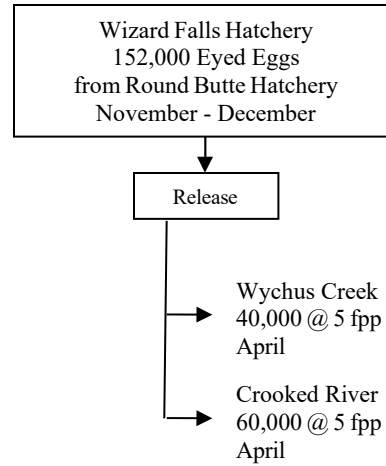 Wizard Falls Hatchery
152,000 Eyed Eggs
from Round Butte Hatchery
November - December
Release
Wychus Creek
40,000 @ 5 fpp
April
Crooked River
60,000 @ 5 fpp
April